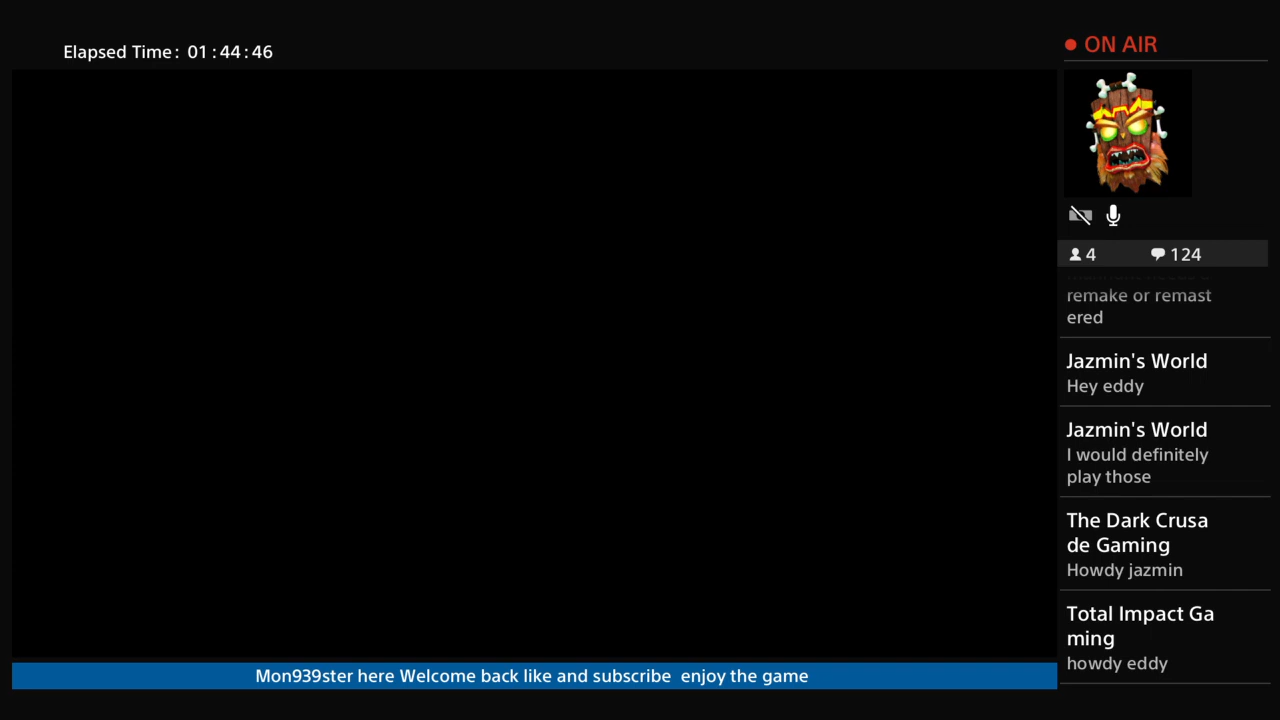 Elapsed Time: 01:44:46
ON AIR
4
124
remake or remast
ered
Jazmin's World
Hey eddy
Jazmin's World
I would definitely
play those
The Dark Crusa
de Gaming
Howdy jazmin
Total Impact Ga
ming
howdy eddy
Mon939ster here Welcome back like and subscribe  enjoy the game